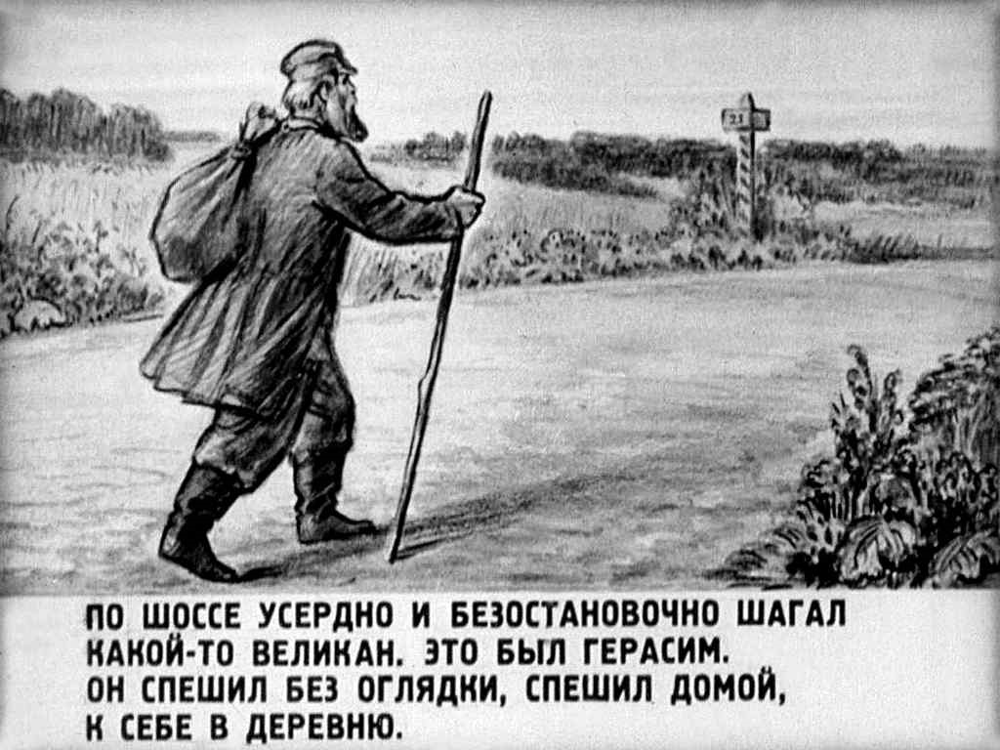 21
ПО ШОССЕ УСЕРДНО И БЕЗОСТАНОВОЧНО ШАГАЛ
КАКОЙ-ТО ВЕЛИКАН. ЭТО БЫЛ ГЕРАСИМ.
ОН СПЕШИЛ БЕЗ ОГЛЯДКИ, СПЕШИЛ ДОМОЙ,
К СЕБЕ В ДЕРЕВНЮ.